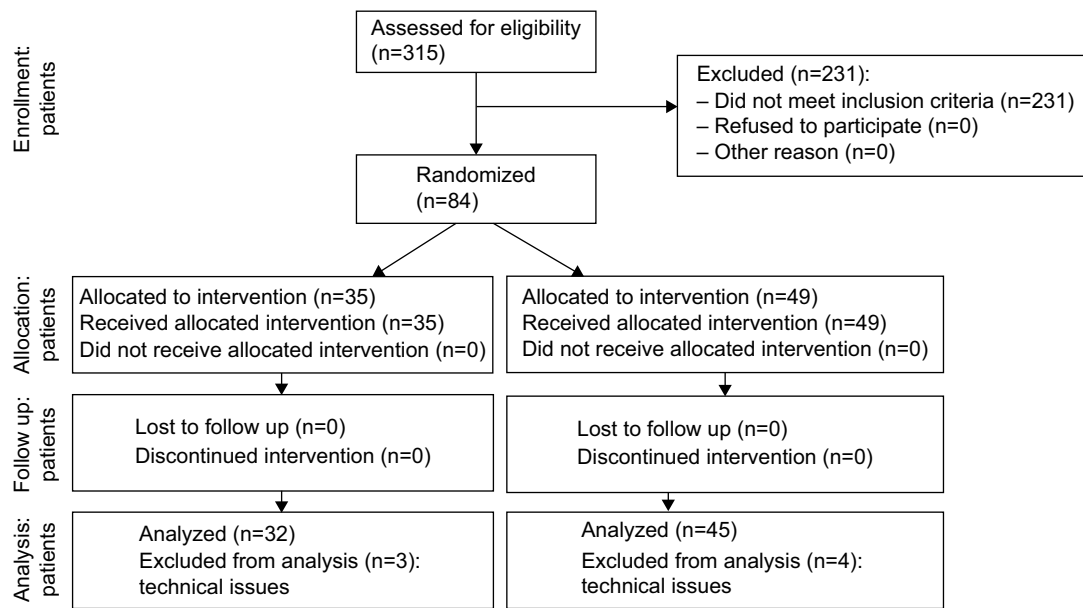 Enrollment:
patients
Assessed for eligibility
(n=315)
Excluded (n=231):
– Did not meet inclusion criteria (n=231)
– Refused to participate (n=0)
– Other reason (n=0)
Randomized
(n=84)
Allocation:
patients
Allocated to intervention (n=35)
Received allocated intervention (n=35)
Did not receive allocated intervention (n=0)
Allocated to intervention (n=49)
Received allocated intervention (n=49)
Did not receive allocated intervention (n=0)
Follow up:
patients
Lost to follow up (n=0)
Discontinued intervention (n=0)
Lost to follow up (n=0)
Discontinued intervention (n=0)
Analysis:
patients
Analyzed (n=32)
Excluded from analysis (n=3):
technical issues
Analyzed (n=45)
Excluded from analysis (n=4):
technical issues